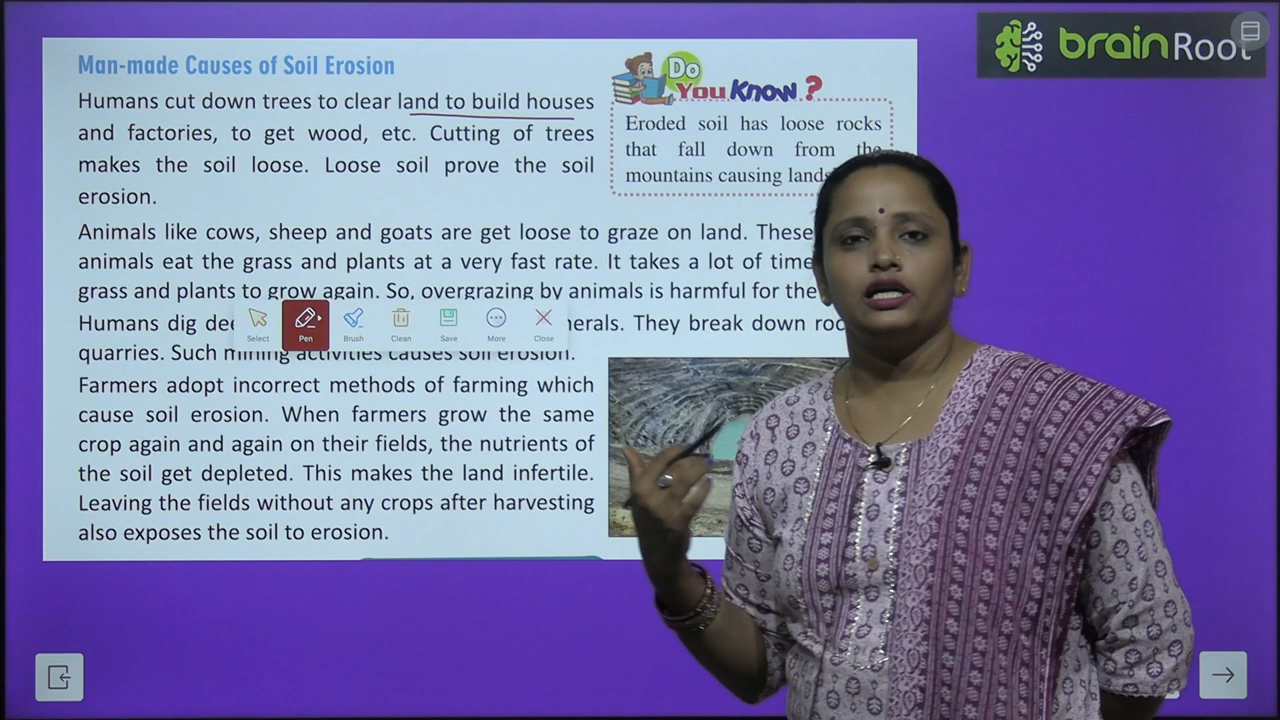 brainRoot
Man-made Causes of Soil Erosion
Humans cut down trees to clear land to build houses
and factories, to get wood, etc. Cutting of trees
makes the soil loose. Loose soil prove the soil
erosion.
Do
You Know ?
Eroded soil has loose rocks
that fall down from the
mountains causing
Animals like cows, sheep and goats are get loose to graze on land. These
animals eat the grass and plants at a very fast rate. It takes a lot of time
grass and plants to grow again. So, overgrazing by animals is harmful for the
Humans dig They break down
quarries. Such mining activities causes soil erosion.
Select Pen Brush Clean Save More Close
Farmers adopt incorrect methods of farming which
cause soil erosion. When farmers grow the same
crop again and again on their fields, the nutrients of
the soil get depleted. This makes the land infertile.
Leaving the fields without any crops after harvesting
also exposes the soil to erosion.